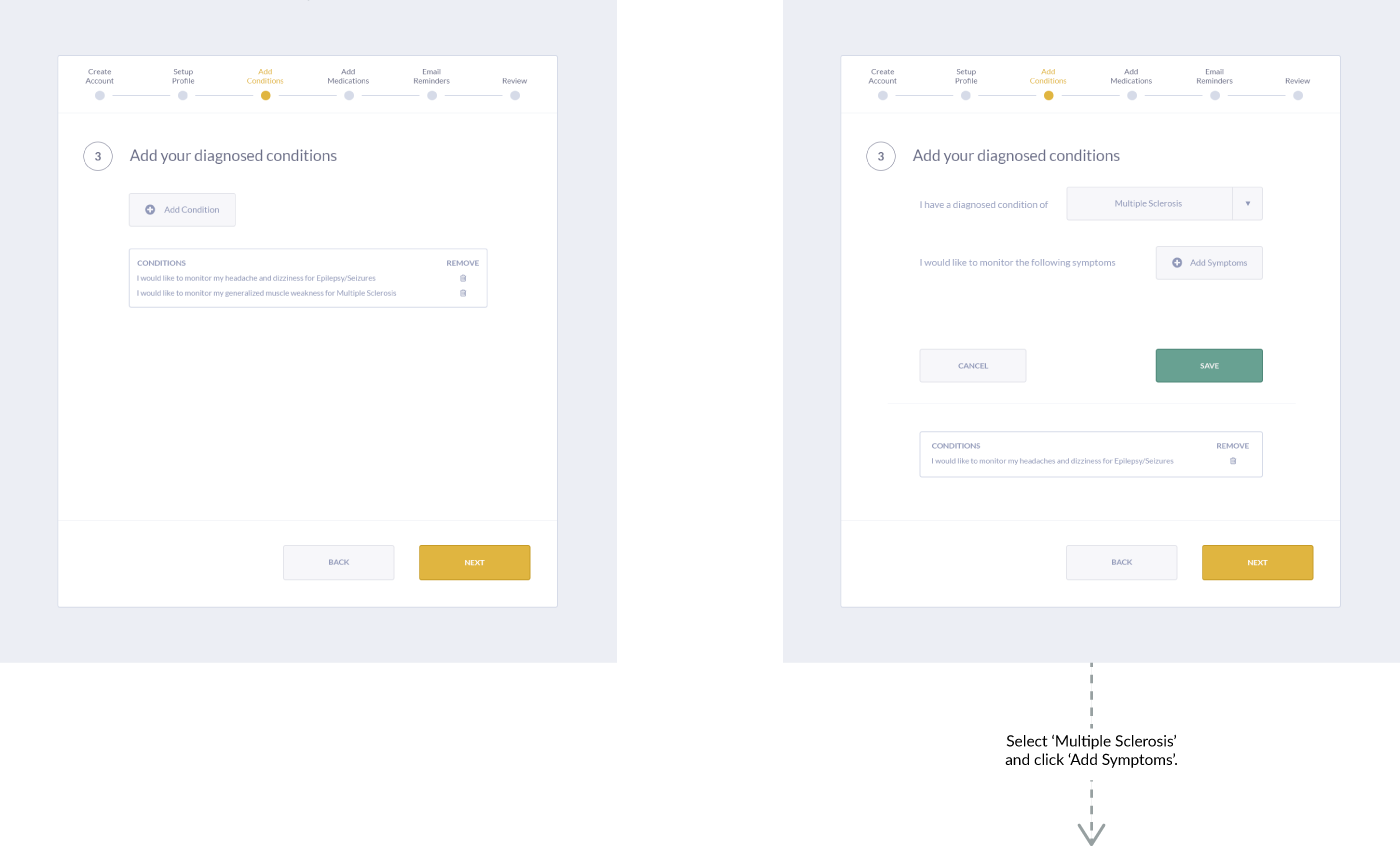 Create Account
Setup Profile
Add Conditions
Add Medications
Email Reminders
Review
3
Add your diagnosed conditions
Add Condition
CONDITIONS REMOVE
I would like to monitor my headache and dizziness for Epilepsy/Seizures
I would like to monitor my generalized muscle weakness for Multiple Sclerosis
BACK
NEXT
Create Account
Setup Profile
Add Conditions
Add Medications
Email Reminders
Review
3
Add your diagnosed conditions
I have a diagnosed condition of
Multiple Sclerosis
I would like to monitor the following symptoms
Add Symptoms
CANCEL
SAVE
CONDITIONS REMOVE
I would like to monitor my headaches and dizziness for Epilepsy/Seizures
BACK
NEXT
Select ‘Multiple Sclerosis’
and click ‘Add Symptoms’.